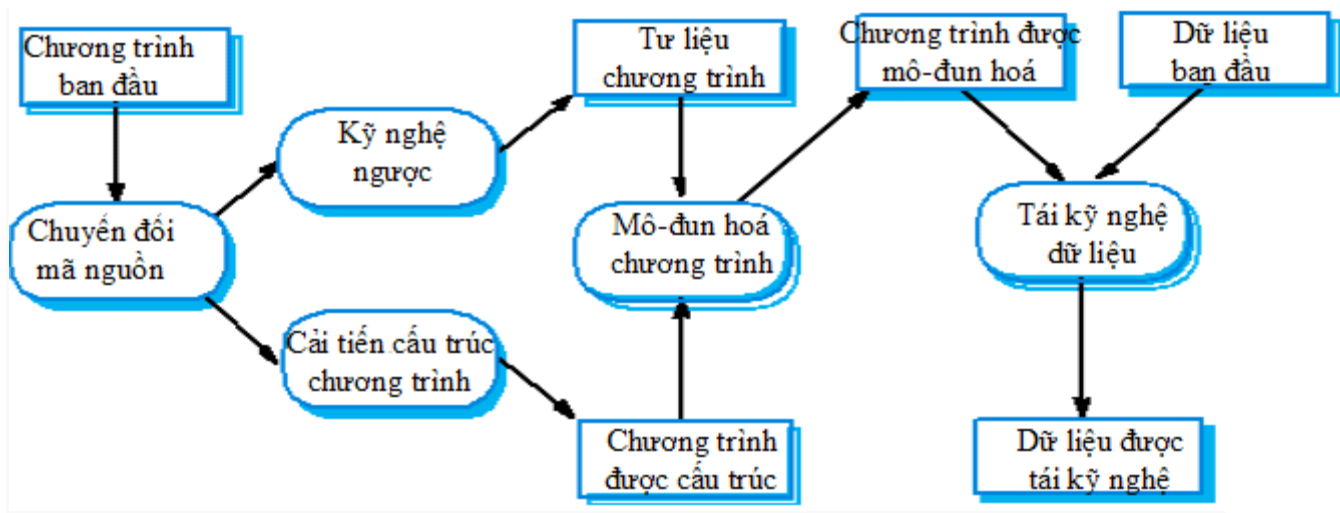 Chương trình
ban đầu
Tư liệu
chương trình
Chương trình được
mô-đun hoá
Dữ liệu
ban đầu
Kỹ nghệ
ngược
Chuyển đổi
mã nguồn
Mô-đun hoá
chương trình
Tái kỹ nghệ
dữ liệu
Cải tiến cấu trúc
chương trình
Chương trình
được cấu trúc
Dữ liệu được
tái kỹ nghệ